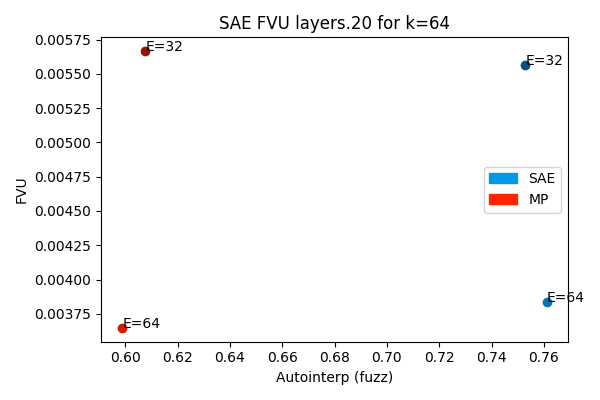 SAE FVU layers.20 for k=64
0.00575
0.00550
0.00525
0.00500
0.00475
0.00450
0.00425
0.00400
0.00375
FVU
E=32
E=32
SAE
MP
E=64
E=64
0.60
0.62
0.64
0.66
0.68
0.70
0.72
0.74
0.76
Autointerp (fuzz)